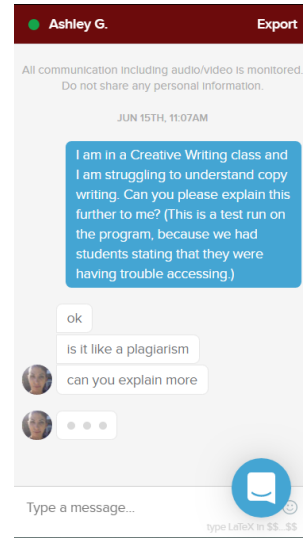 Ashley G. Export
All communication including audio/video is monitored.
Do not share any personal information.
JUN 15TH, 11:07AM
I am in a Creative Writing class and
I am struggling to understand copy
writing. Can you please explain this
further to me? (This is a test run on
the program, because we had
students stating that they were
having trouble accessing.)
ok
is it like a plagiarism
can you explain more
Type a message...
type LaTeX in $$...$$